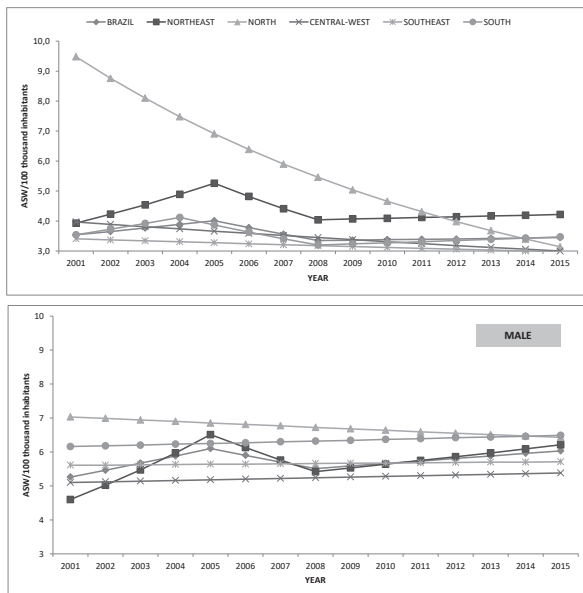 BRAZIL NORTHEAST NORTH CENTRAL-WEST SOUTHEAST SOUTH
10,0
9,0
8,0
7,0
6,0
5,0
4,0
3,0
ASW/100 thousand inhabitants
2001 2002 2003 2004 2005 2006 2007 2008 2009 2010 2011 2012 2013 2014 2015
YEAR
MALE
10
9
8
7
6
5
4
3
ASW/100 thousand inhabitants
2001 2002 2003 2004 2005 2006 2007 2008 2009 2010 2011 2012 2013 2014 2015
YEAR